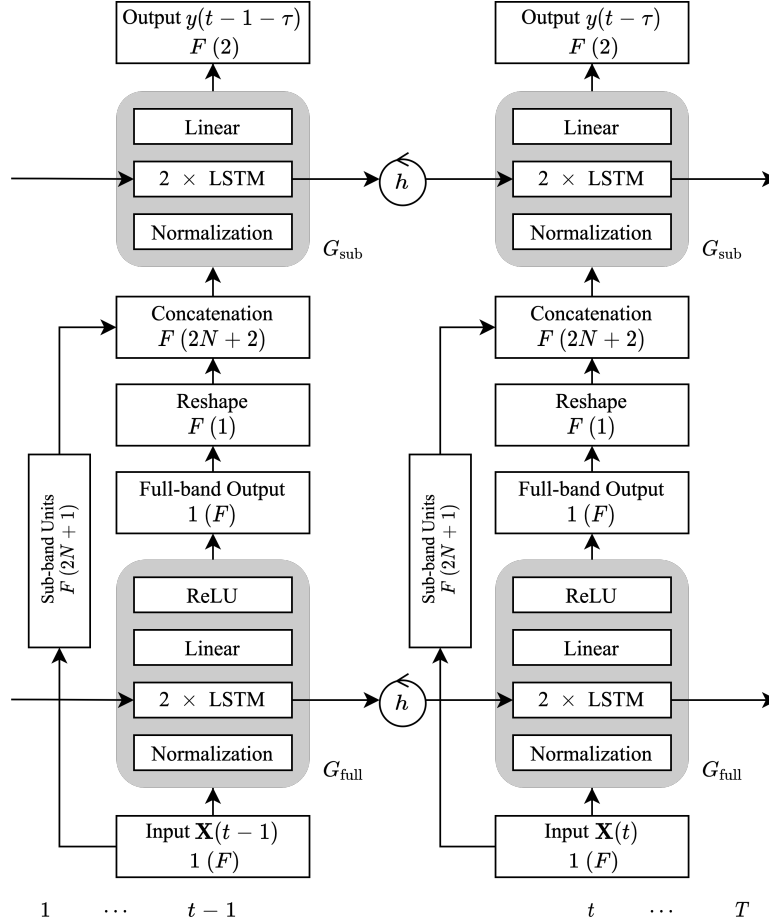 Output y(t − 1 − τ)
F (2)
Linear
2 × LSTM
Normalization
G_sub
h
Concatenation
F (2N + 2)
Reshape
F (1)
Full-band Output
1 (F)
Sub-band Units
F (2N + 1)
ReLU
Linear
2 × LSTM
Normalization
G_full
h
Input X(t − 1)
1 (F)
Output y(t − τ)
F (2)
Linear
2 × LSTM
Normalization
G_sub
Concatenation
F (2N + 2)
Reshape
F (1)
Full-band Output
1 (F)
Sub-band Units
F (2N + 1)
ReLU
Linear
2 × LSTM
Normalization
G_full
Input X(t)
1 (F)
1 ··· t − 1 t ··· T